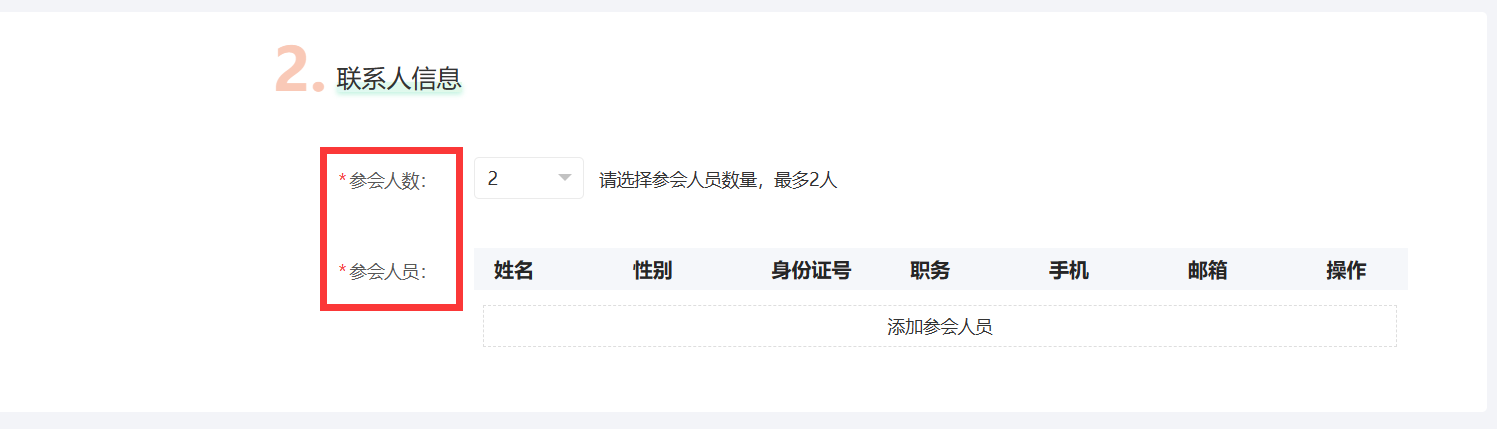 2. 联系人信息
*参会人数： 2 请选择参会人员数量，最多2人
*参会人员： 姓名 性别 身份证号 职务 手机 邮箱 操作
添加参会人员